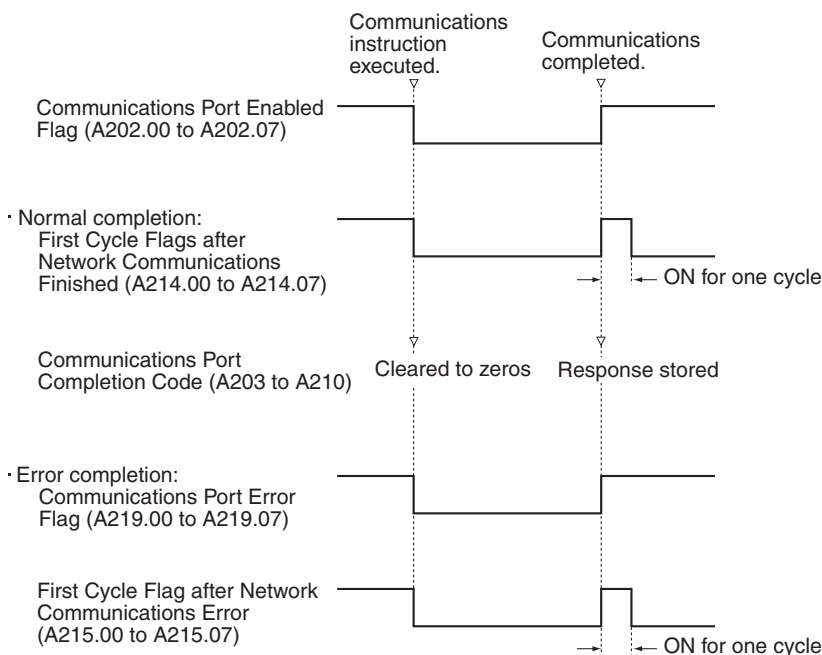 Communications
instruction
executed.
Communications
completed.
Communications Port Enabled
Flag (A202.00 to A202.07)
· Normal completion:
First Cycle Flags after
Network Communications
Finished (A214.00 to A214.07)
ON for one cycle
Communications Port
Completion Code (A203 to A210)
Cleared to zeros
Response stored
· Error completion:
Communications Port Error
Flag (A219.00 to A219.07)
First Cycle Flag after Network
Communications Error
(A215.00 to A215.07)
ON for one cycle